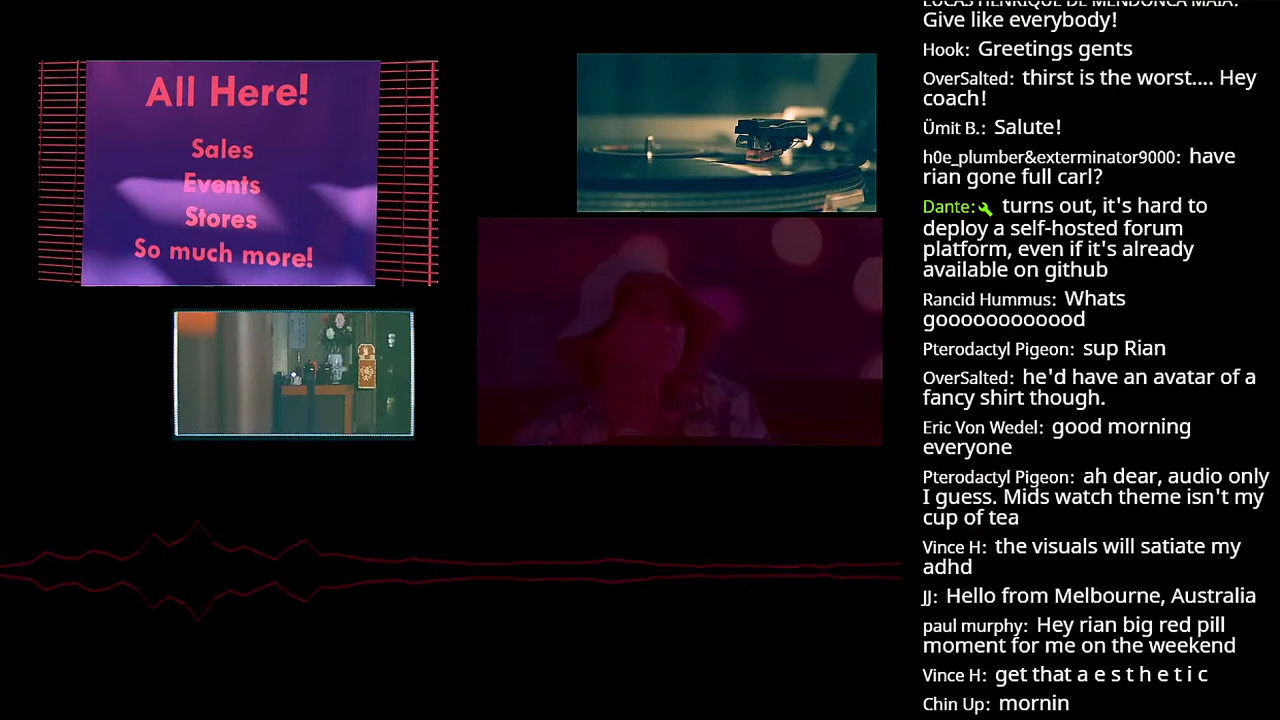 All Here!
Sales
Events
Stores
So much more!
LUCAS HENRIQUE DE MENDONCA MAIA:
Give like everybody!
Hook: Greetings gents
OverSalted: thirst is the worst.... Hey
coach!
Ümit B.: Salute!
h0e_plumber&exterminator9000: have
rian gone full carl?
Dante: turns out, it's hard to
deploy a self-hosted forum
platform, even if it's already
available on github
Rancid Hummus: Whats
gooooooooood
Pterodactyl Pigeon: sup Rian
OverSalted: he'd have an avatar of a
fancy shirt though.
Eric Von Wedel: good morning
everyone
Pterodactyl Pigeon: ah dear, audio only
I guess. Mids watch theme isn't my
cup of tea
Vince H: the visuals will satiate my
adhd
JJ: Hello from Melbourne, Australia
paul murphy: Hey rian big red pill
moment for me on the weekend
Vince H: get that a e s t h e t i c
Chin Up: mornin